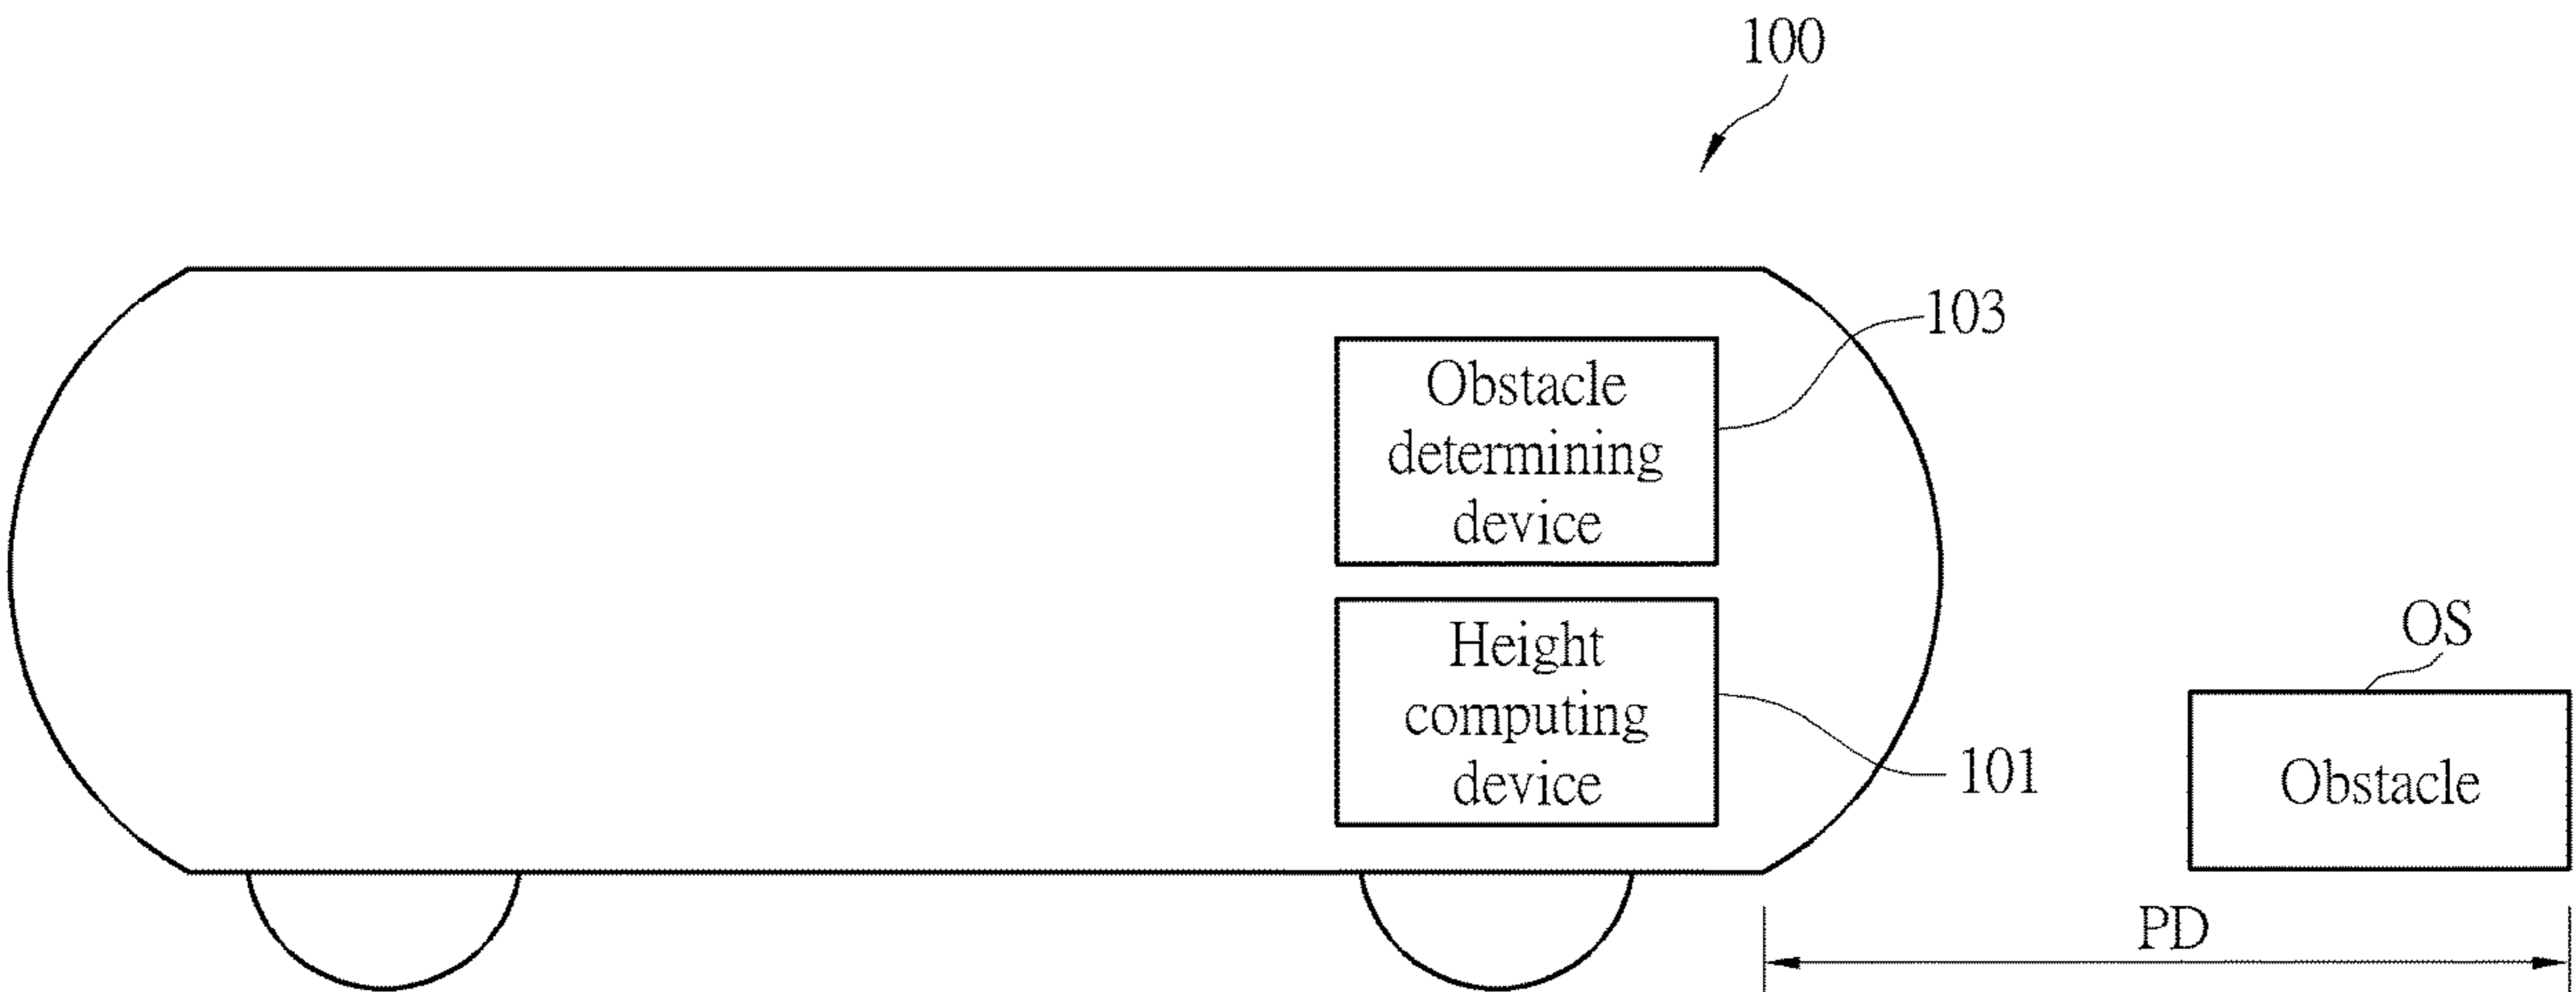 100
103
Obstacle
determining
device
Height
computing
device
101
OS
Obstacle
PD